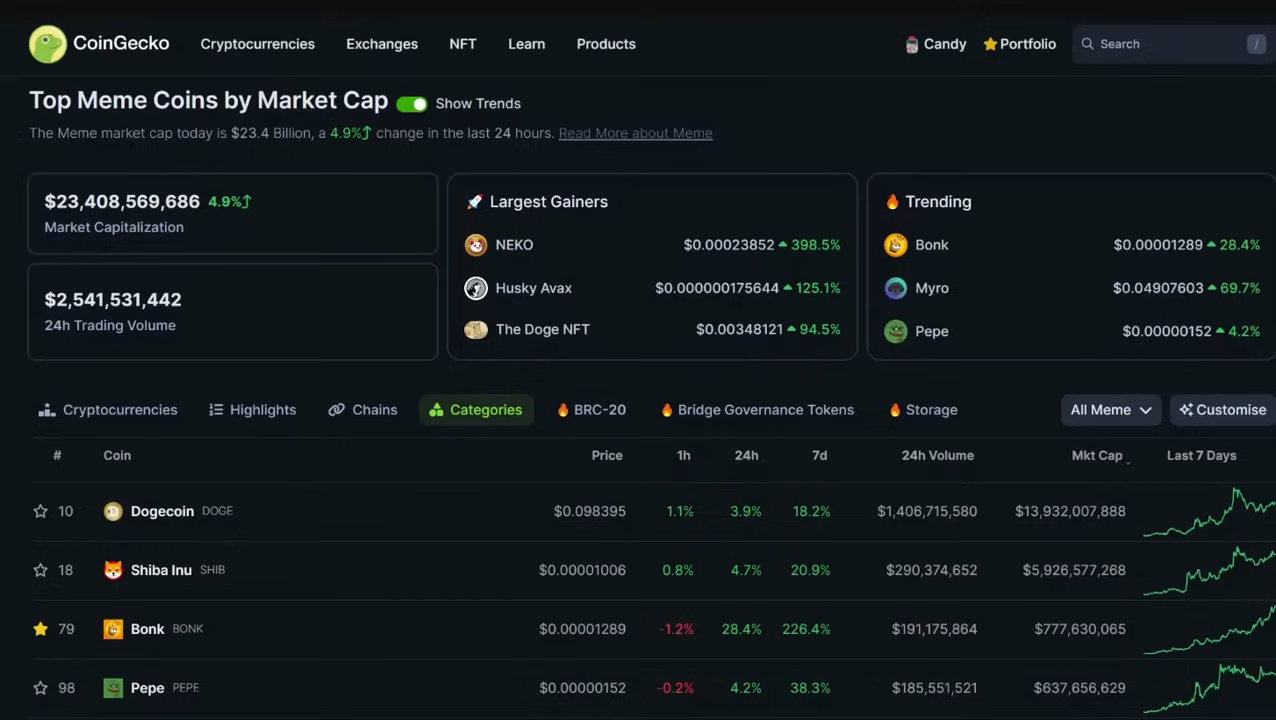 CoinGecko Cryptocurrencies Exchanges NFT Learn Products Candy Portfolio Search /
Top Meme Coins by Market Cap Show Trends
The Meme market cap today is $23.4 Billion, a 4.9% change in the last 24 hours. Read More about Meme
$23,408,569,686 4.9%
Market Capitalization
$2,541,531,442
24h Trading Volume
Largest Gainers
NEKO $0.00023852 398.5%
Husky Avax $0.000000175644 125.1%
The Doge NFT $0.00348121 94.5%
Trending
Bonk $0.00001289 28.4%
Myro $0.04907603 69.7%
Pepe $0.00000152 4.2%
Cryptocurrencies Highlights Chains Categories BRC-20 Bridge Governance Tokens Storage All Meme Customise
# Coin Price 1h 24h 7d 24h Volume Mkt Cap Last 7 Days
10 Dogecoin DOGE $0.098395 1.1% 3.9% 18.2% $1,406,715,580 $13,932,007,888
18 Shiba Inu SHIB $0.00001006 0.8% 4.7% 20.9% $290,374,652 $5,926,577,268
79 Bonk BONK $0.00001289 -1.2% 28.4% 226.4% $191,175,864 $777,630,065
98 Pepe PEPE $0.00000152 -0.2% 4.2% 38.3% $185,551,521 $637,656,629